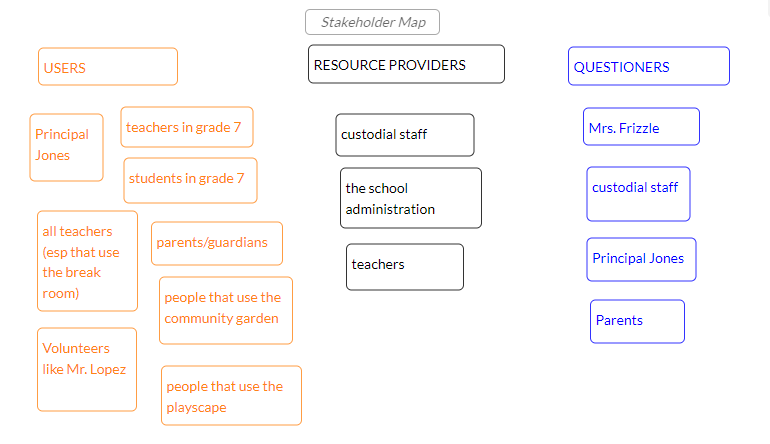 Stakeholder Map
USERS
RESOURCE PROVIDERS
QUESTIONERS
Principal
Jones
teachers in grade 7
students in grade 7
all teachers
(esp that use
the break
room)
parents/guardians
people that use the
community garden
Volunteers
like Mr. Lopez
people that use the
playscape
custodial staff
the school
administration
teachers
Mrs. Frizzle
custodial staff
Principal Jones
Parents